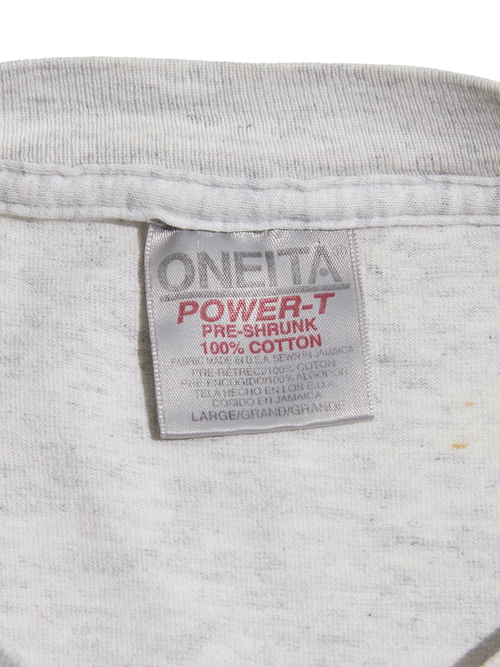 ONEITA®
POWER-T
PRE-SHRUNK
100% COTTON
FABRIC MADE IN U.S.A. SEWN IN JAMAICA
PRE-RETREC/100% COTON
PRE-ENCOGIDO/100% ALGODON
TELA HECHO EN LOS E.U.A.
COSIDO EN JAMAICA
LARGE/GRAND/GRANDE